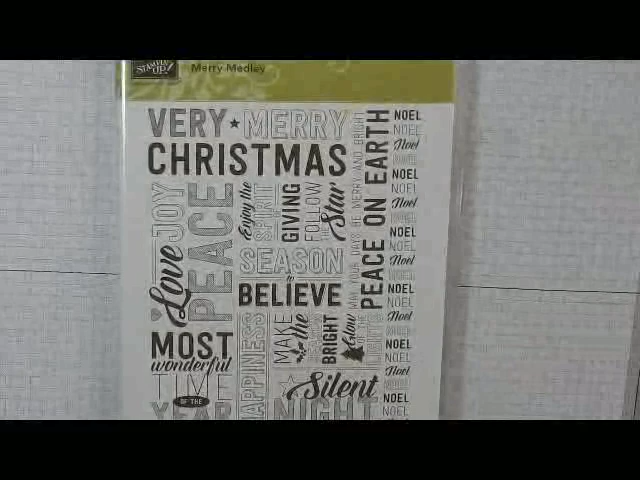 STAMPIN' UP!
Merry Medley
VERY ★ MERRY
CHRISTMAS
JOY
Love
PEACE
Enjoy the
SPIRIT
GIVING
FOLLOW
Star
SEASON
to
BELIEVE
MAY YOUR DAYS BE MERRY AND BRIGHT
PEACE ON EARTH
NOEL
NOEL
Noel
NOEL
NOEL
Noel
NOEL
NOEL
Noel
NOEL
NOEL
Noel
NOEL
Noel
NOEL
NOEL
MOST
wonderful
TIME
OF THE
YEAR
HAPPINESS
MAKE
the
BRIGHT
Glow
Silent
NIGHT